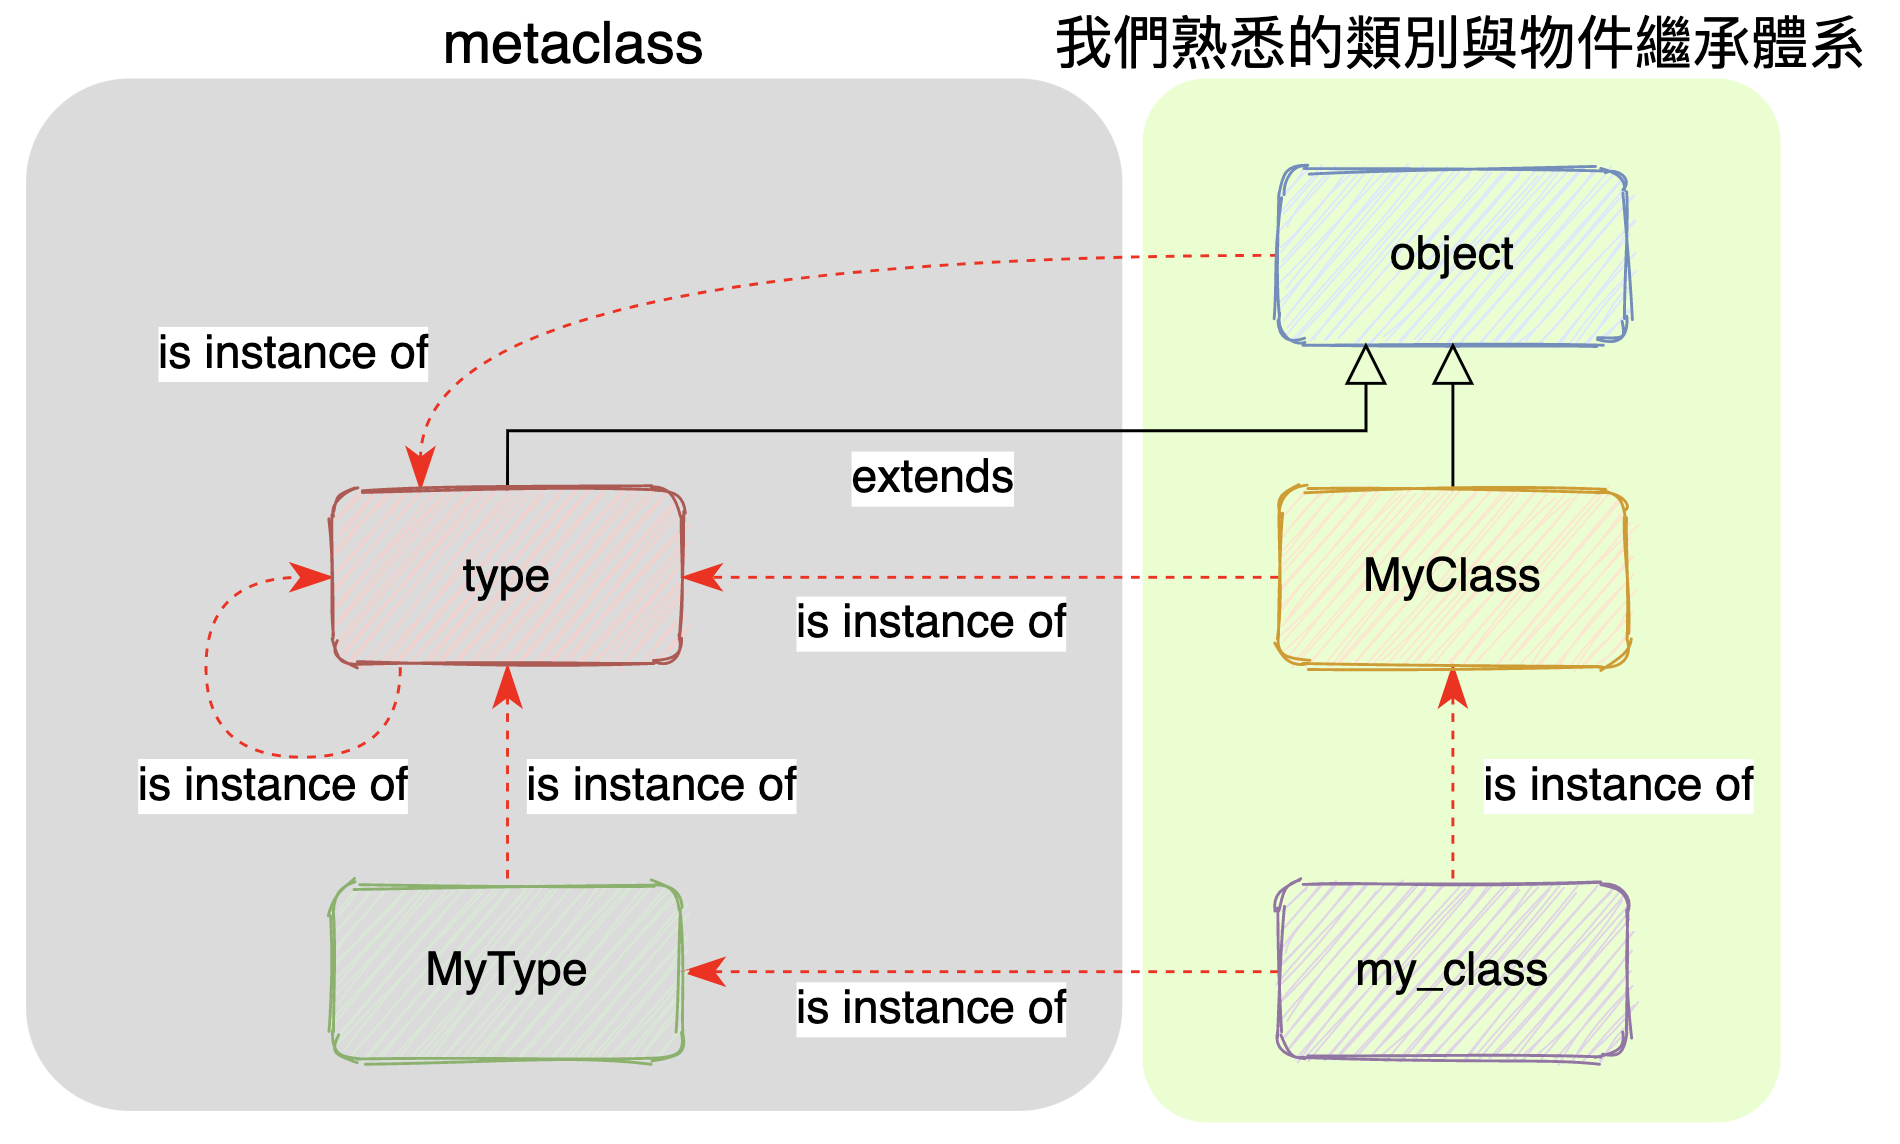 metaclass
我們熟悉的類別與物件繼承體系
object
is instance of
extends
type
MyClass
is instance of
is instance of
is instance of
is instance of
MyType
my_class
is instance of